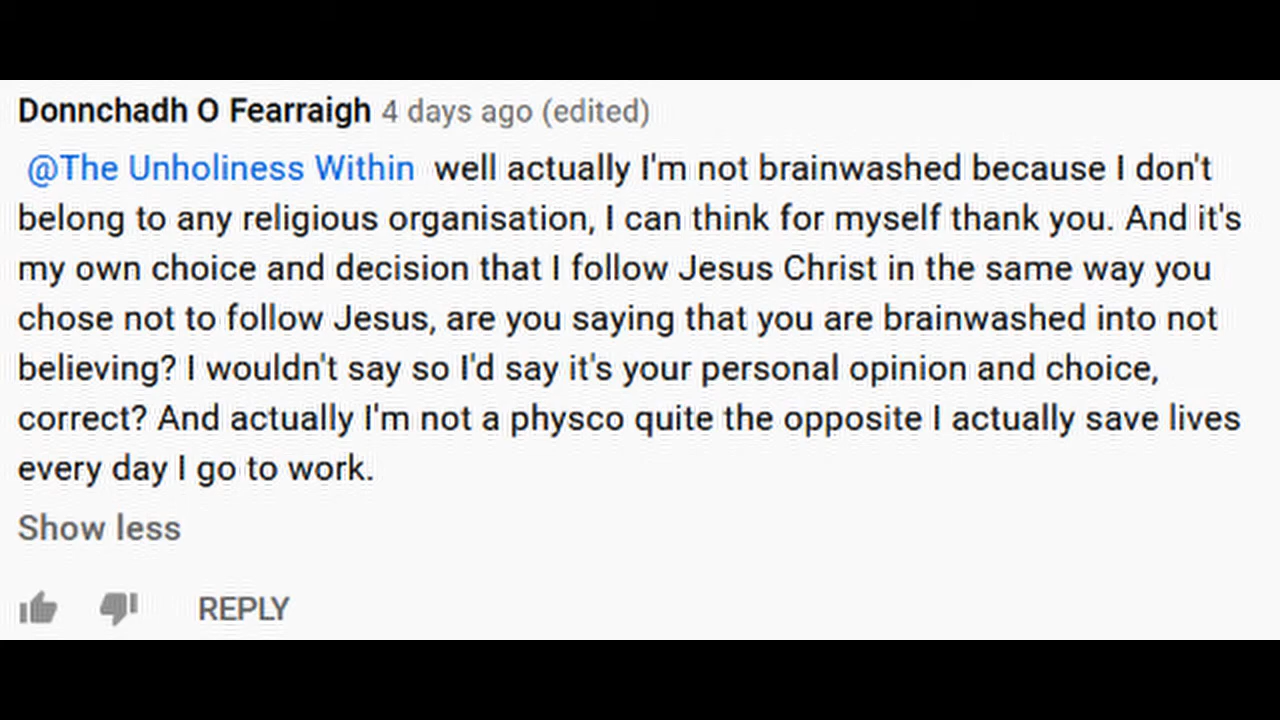 Donnchadh O Fearraigh 4 days ago (edited)
@The Unholiness Within well actually I'm not brainwashed because I don't
belong to any religious organisation, I can think for myself thank you. And it's
my own choice and decision that I follow Jesus Christ in the same way you
chose not to follow Jesus, are you saying that you are brainwashed into not
believing? I wouldn't say so I'd say it's your personal opinion and choice,
correct? And actually I'm not a physco quite the opposite I actually save lives
every day I go to work.
Show less
REPLY